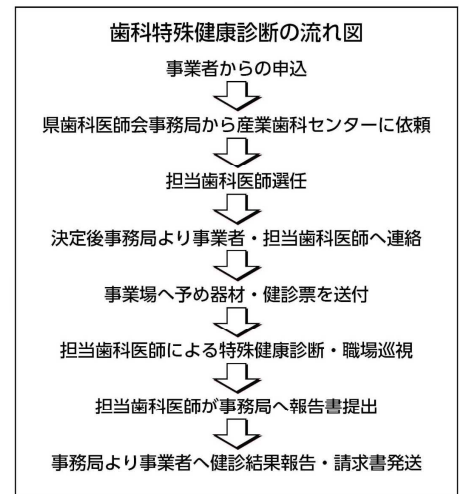 歯科特殊健康診断の流れ図
事業者からの申込
県歯科医師会事務局から産業歯科センターに依頼
担当歯科医師選任
決定後事務局より事業者・担当歯科医師へ連絡
事業場へ予め器材・健診票を送付
担当歯科医師による特殊健康診断・職場巡視
担当歯科医師が事務局へ報告書提出
事務局より事業者へ健診結果報告・請求書発送